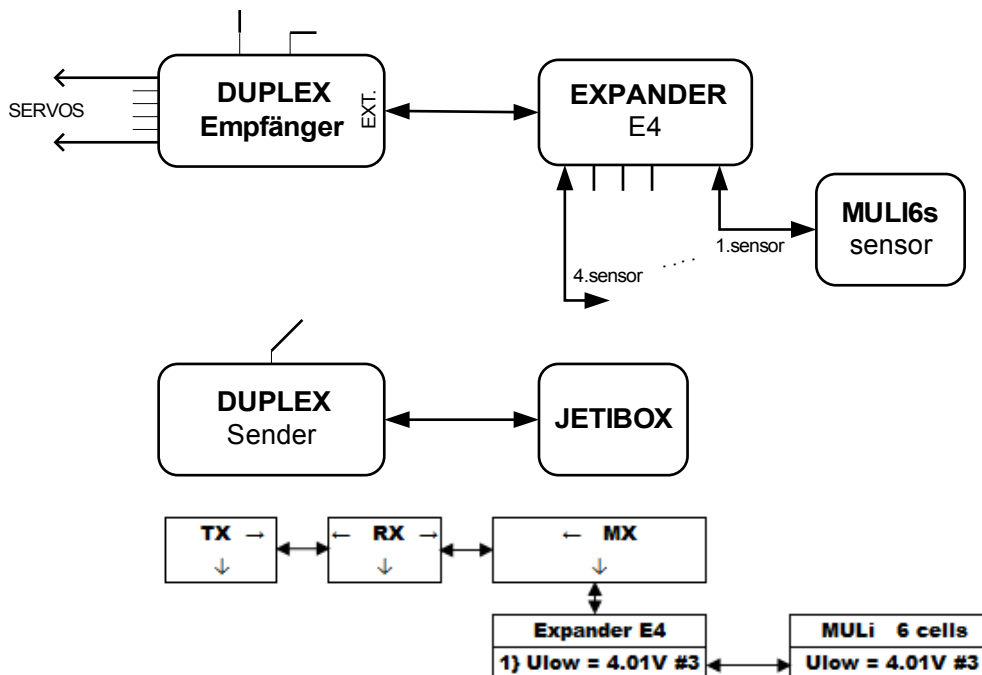 DUPLEX
Empfänger
EXT.
SERVOS
EXPANDER
E4
MULI6s
sensor
1.sensor
....
4.sensor
DUPLEX
Sender
JETIBOX
TX →
↓
← RX →
↓
← MX
↓
Expander E4
1} Ulow = 4.01V #3
MULi 6 cells
Ulow = 4.01V #3